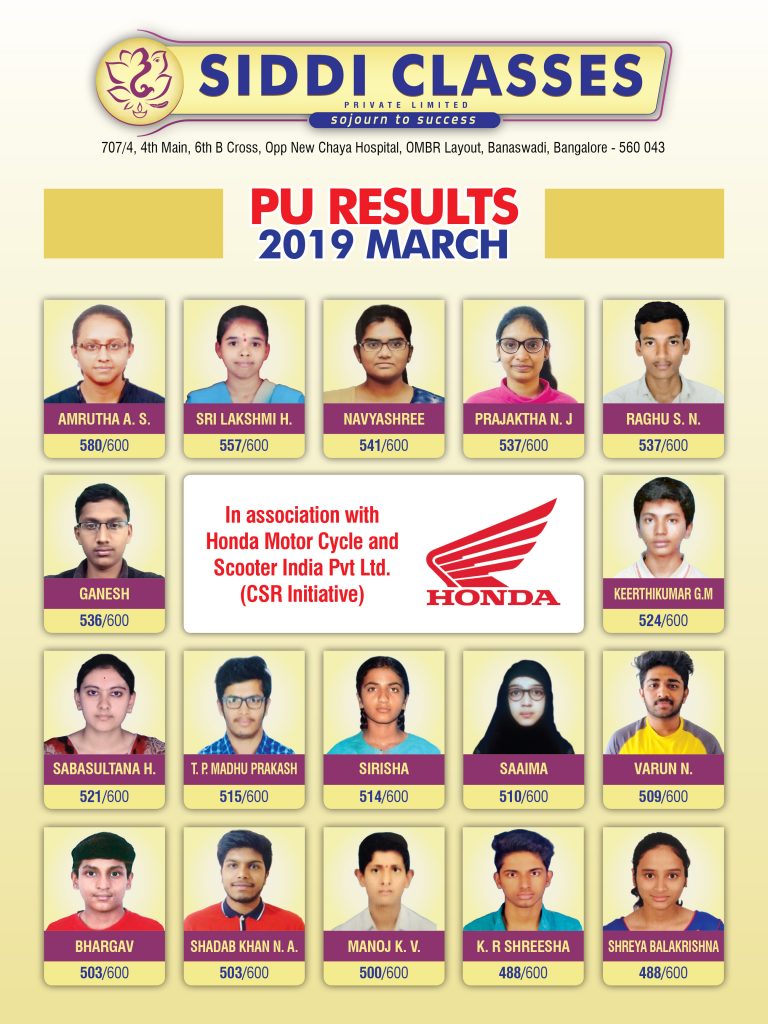 SIDDI CLASSES
PRIVATE LIMITED
sojourn to success
707/4, 4th Main, 6th B Cross, Opp New Chaya Hospital, OMBR Layout, Banaswadi, Bangalore - 560 043
PU RESULTS
2019 MARCH
AMRUTHA A. S.
580/600
SRI LAKSHMI H.
557/600
NAVYASHREE
541/600
PRAJAKTHA N. J
537/600
RAGHU S. N.
537/600
GANESH
536/600
In association with
Honda Motor Cycle and
Scooter India Pvt Ltd.
(CSR Initiative)
HONDA
KEERTHIKUMAR G.M
524/600
SABASULTANA H.
521/600
T. P. MADHU PRAKASH
515/600
SIRISHA
514/600
SAAIMA
510/600
VARUN N.
509/600
BHARGAV
503/600
SHADAB KHAN N. A.
503/600
MANOJ K. V.
500/600
K. R SHREESHA
488/600
SHREYA BALAKRISHNA
488/600